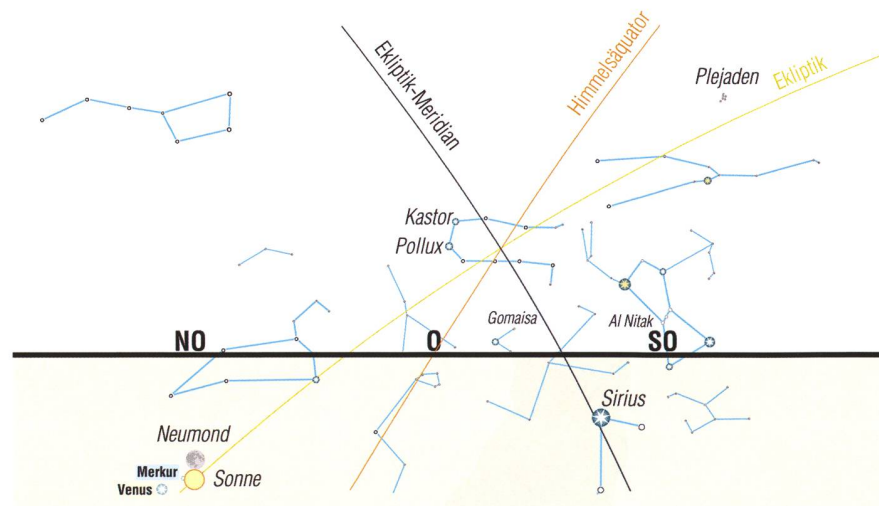 Ekliptik-Meridian
Himmelsäquator
Plejaden
Ekliptik
Kastor
Pollux
Gomaisa
Al Nitak
NO
O
SO
Sirius
Neumond
Merkur
Sonne
Venus